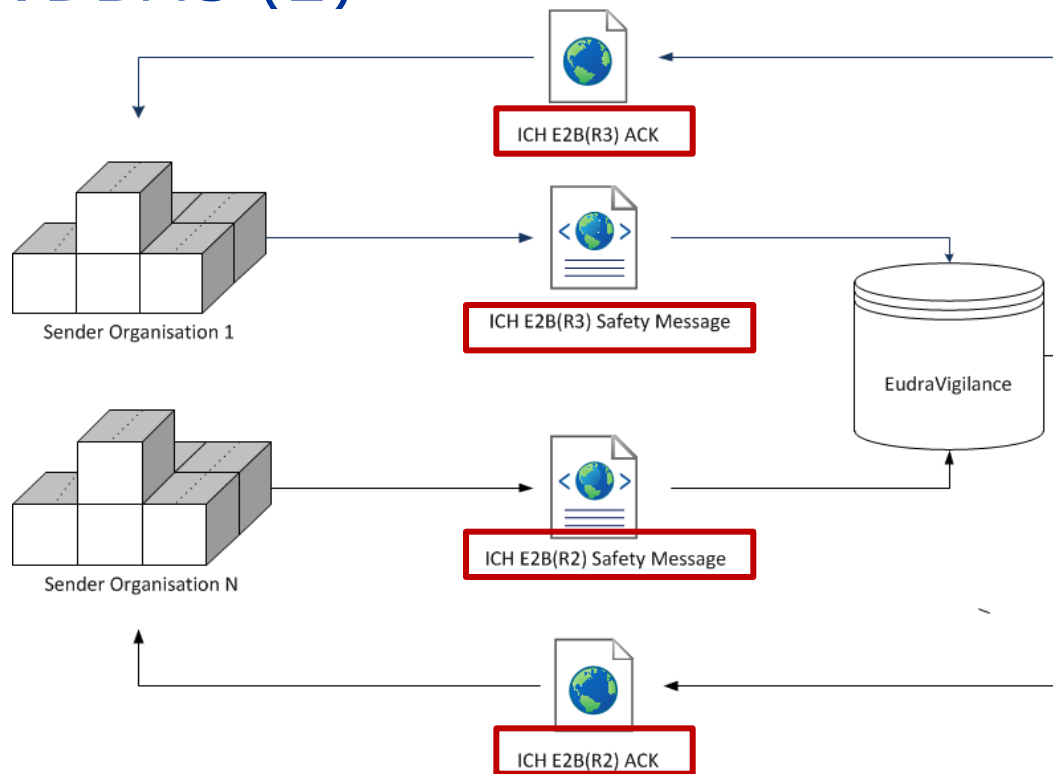 ICH E2B(R3) ACK
ICH E2B(R3) Safety Message
Sender Organisation 1
EudraVigilance
ICH E2B(R2) Safety Message
Sender Organisation N
ICH E2B(R2) ACK